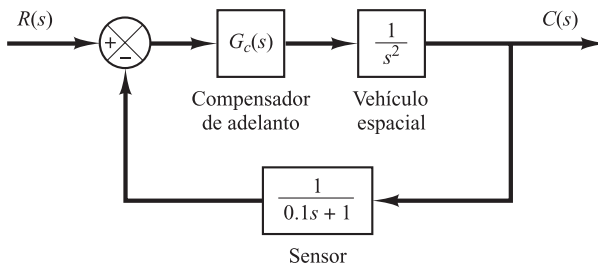 R(s)
C(s)
+
−
G_c(s)
1
s^2
Compensador
de adelanto
Vehículo
espacial
1
0.1s + 1
Sensor